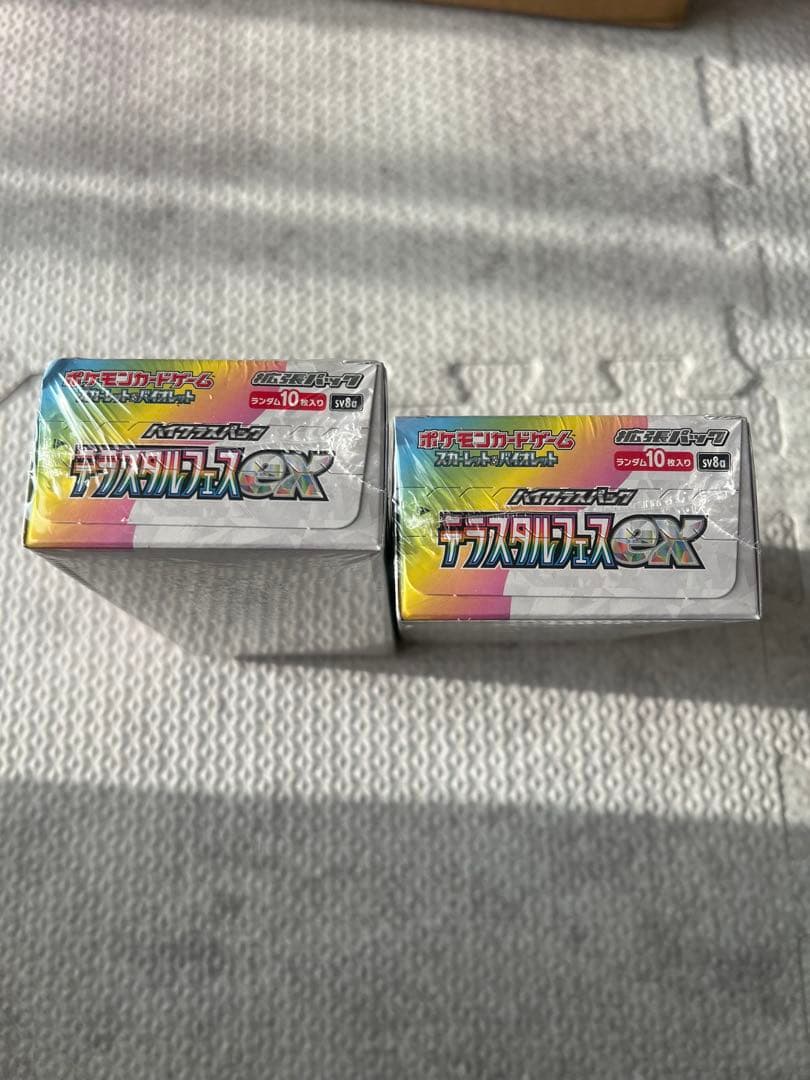 ポケモンカードゲーム
スカーレット&バイオレット
拡張パック
ランダム10枚入り
sv8a
ハイクラスパック
テラスタルフェスex
ポケモンカードゲーム
スカーレット&バイオレット
拡張パック
ランダム10枚入り
sv8a
ハイクラスパック
テラスタルフェスex